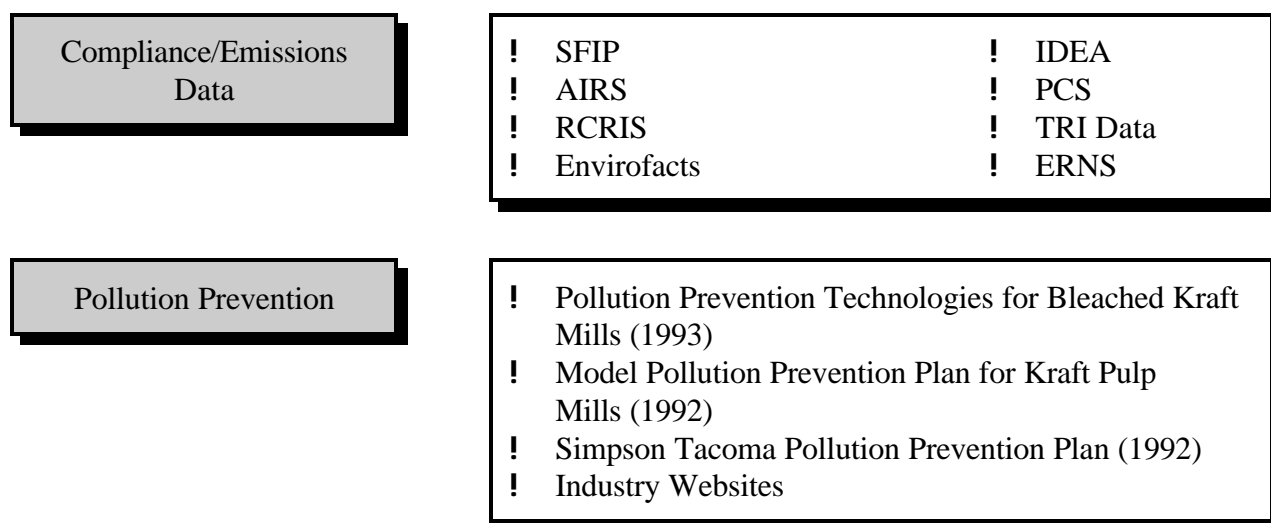 Compliance/Emissions
Data
! SFIP
! AIRS
! RCRIS
! Envirofacts
! IDEA
! PCS
! TRI Data
! ERNS
Pollution Prevention
! Pollution Prevention Technologies for Bleached Kraft
Mills (1993)
! Model Pollution Prevention Plan for Kraft Pulp
Mills (1992)
! Simpson Tacoma Pollution Prevention Plan (1992)
! Industry Websites